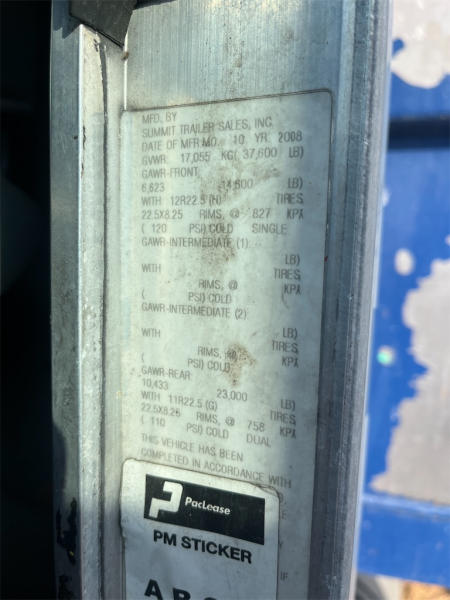 MFD. BY
SUMMIT TRAILER SALES, INC.
DATE OF MFR MO. 10 YR. 2008
GVWR: 17,055 KG( 37,600 LB)
GAWR-FRONT
6,623 14,600 LB)
WITH 12R22.5 (H) TIRES,
22.5X8.25 RIMS, @ 827 KPA
( 120 PSI) COLD SINGLE
GAWR-INTERMEDIATE (1)
LB)
WITH TIRES,
RIMS, @ KPA
( PSI) COLD
GAWR-INTERMEDIATE (2)
LB)
WITH TIRES,
RIMS, @ KPA
( PSI) COLD
GAWR-REAR
10,433 23,000 LB)
WITH 11R22.5 (G) TIRES,
22.5X8.25 RIMS, @ 758 KPA
( 110 PSI) COLD DUAL
THIS VEHICLE HAS BEEN
COMPLETED IN ACCORDANCE WITH
IF
P
PacLease
PM STICKER
A B